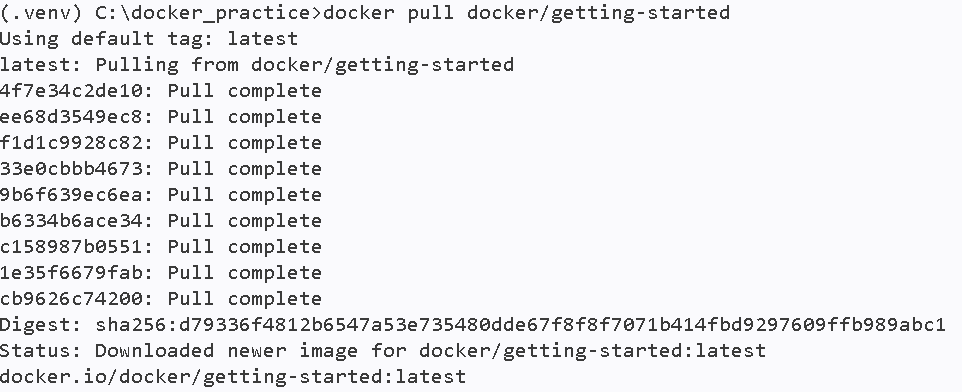 (.venv) C:\docker_practice>docker pull docker/getting-started
Using default tag: latest
latest: Pulling from docker/getting-started
4f7e34c2de10: Pull complete
ee68d3549ec8: Pull complete
f1d1c9928c82: Pull complete
33e0cbbb4673: Pull complete
9b6f639ec6ea: Pull complete
b6334b6ace34: Pull complete
c158987b0551: Pull complete
1e35f6679fab: Pull complete
cb9626c74200: Pull complete
Digest: sha256:d79336f4812b6547a53e735480dde67f8f8f7071b414fbd9297609ffb989abc1
Status: Downloaded newer image for docker/getting-started:latest
docker.io/docker/getting-started:latest